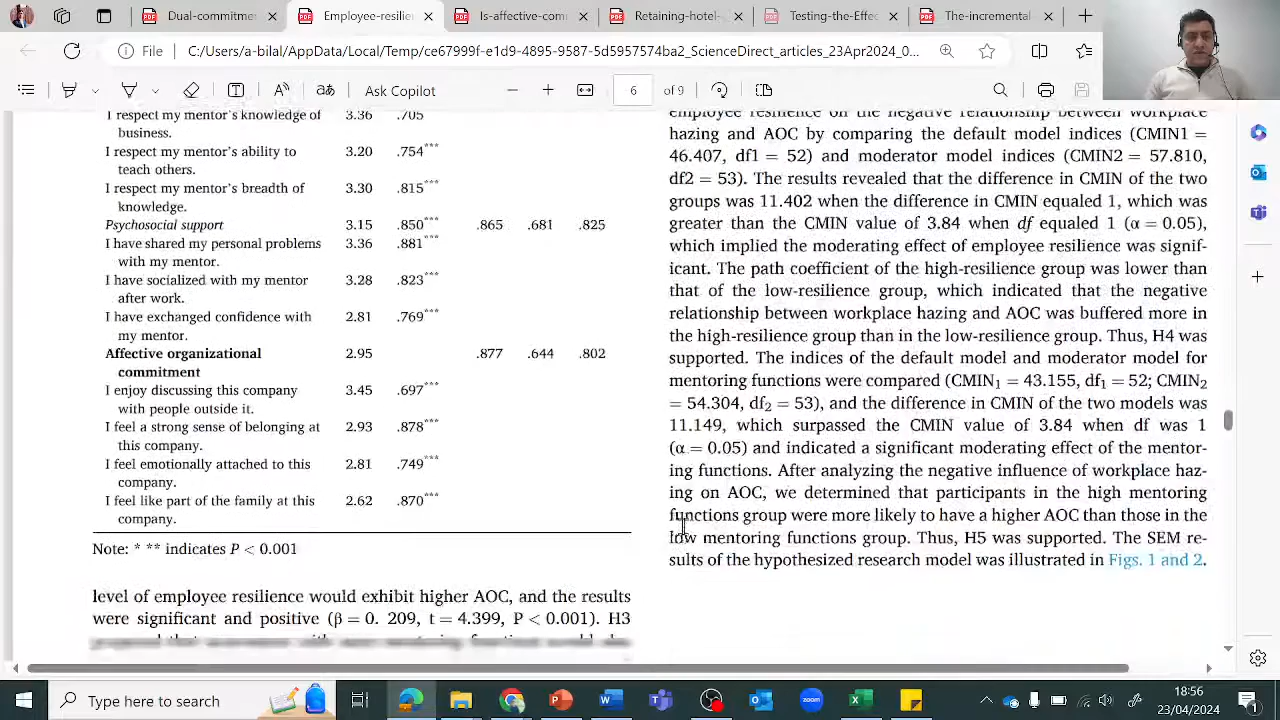 Dual-commitmer
Employee-resilien
Is-affective-com
Retaining-hote
Testing-the-Effec
The-incremental
File
C:/Users/a-bilal/AppData/Local/Temp/ce67399f-e1d9-4895-9587-5d5957574ba2_ScienceDirect_articles_23Apr2024_0...
Ask Copilot
6 of 9
I respect my mentor's knowledge of 3.36 .705
business.
I respect my mentor's ability to 3.20 .754***
teach others.
I respect my mentor's breadth of 3.30 .815***
knowledge.
Psychosocial support 3.15 .850*** .865 .681 .825
I have shared my personal problems 3.36 .881***
with my mentor.
I have socialized with my mentor 3.28 .823***
after work.
I have exchanged confidence with 2.81 .769***
my mentor.
Affective organizational 2.95 .877 .644 .802
commitment
I enjoy discussing this company 3.45 .697***
with people outside it.
I feel a strong sense of belonging at 2.93 .878***
this company.
I feel emotionally attached to this 2.81 .749***
company.
I feel like part of the family at this 2.62 .870***
company.
Note: * ** indicates P < 0.001
level of employee resilience would exhibit higher AOC, and the results
were significant and positive (β = 0. 209, t = 4.399, P < 0.001). H3
employee resilience on the negative relationship between workplace
hazing and AOC by comparing the default model indices (CMIN1 =
46.407, df1 = 52) and moderator model indices (CMIN2 = 57.810,
df2 = 53). The results revealed that the difference in CMIN of the two
groups was 11.402 when the difference in CMIN equaled 1, which was
greater than the CMIN value of 3.84 when df equaled 1 (α = 0.05),
which implied the moderating effect of employee resilience was signif-
icant. The path coefficient of the high-resilience group was lower than
that of the low-resilience group, which indicated that the negative
relationship between workplace hazing and AOC was buffered more in
the high-resilience group than in the low-resilience group. Thus, H4 was
supported. The indices of the default model and moderator model for
mentoring functions were compared (CMIN₁ = 43.155, df₁ = 52; CMIN₂
= 54.304, df₂ = 53), and the difference in CMIN of the two models was
11.149, which surpassed the CMIN value of 3.84 when df was 1
(α = 0.05) and indicated a significant moderating effect of the mentor-
ing functions. After analyzing the negative influence of workplace haz-
ing on AOC, we determined that participants in the high mentoring
functions group were more likely to have a higher AOC than those in the
low mentoring functions group. Thus, H5 was supported. The SEM re-
sults of the hypothesized research model was illustrated in Figs. 1 and 2.
Type here to search
18:56
23/04/2024